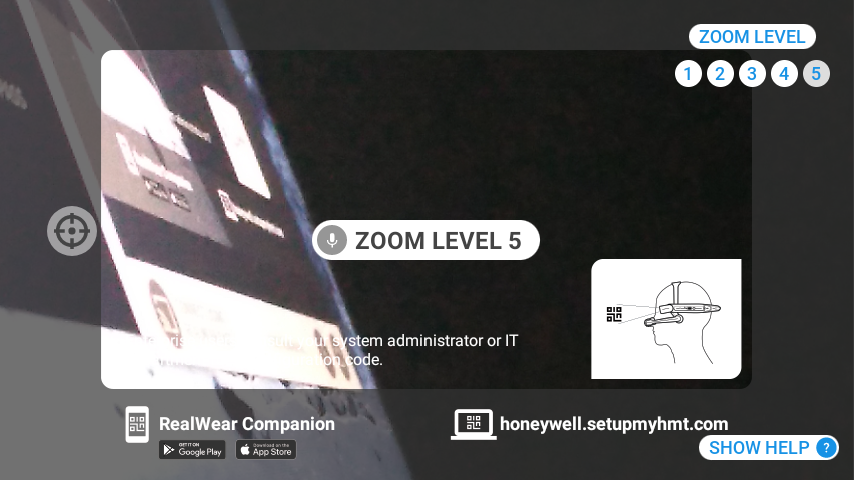 ZOOM LEVEL
1 2 3 4 5
ZOOM LEVEL 5
system administrator or IT
code.
RealWear Companion
GET IT ON
Google Play
Download on the
App Store
honeywell.setupmyhmt.com
SHOW HELP ?